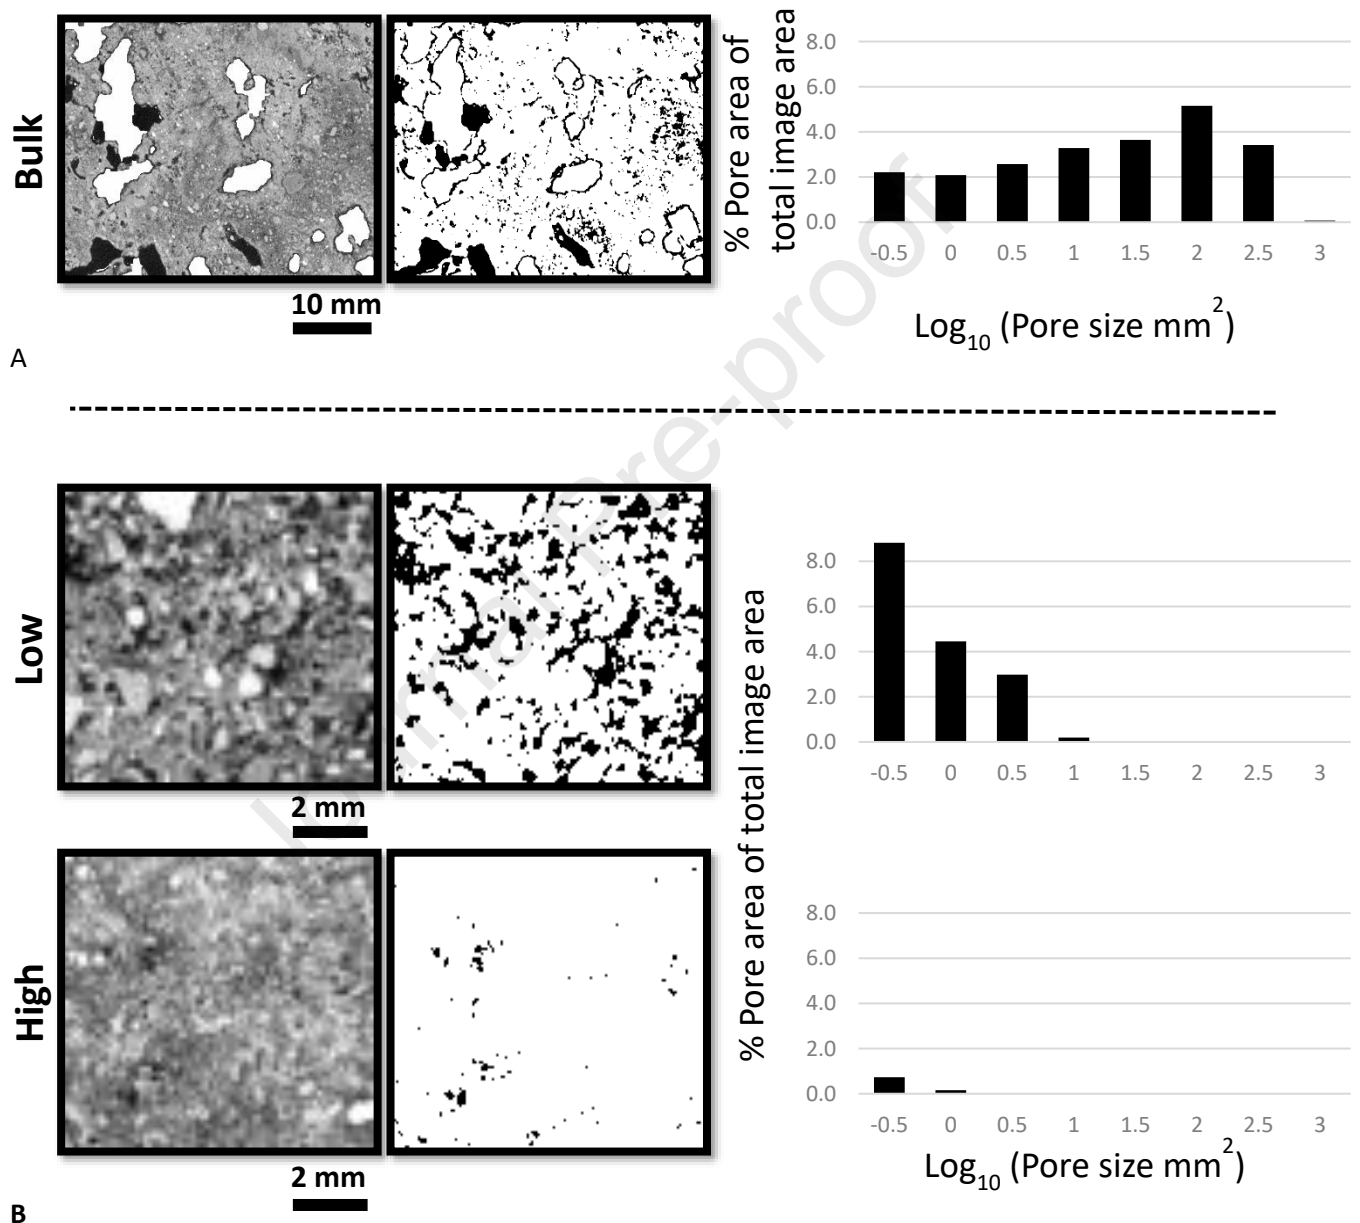 Bulk
10 mm
% Pore area of
total image area
8.0
6.0
4.0
2.0
0.0
-0.5 0 0.5 1 1.5 2 2.5 3
Log10 (Pore size mm2)
A
Journal Pre-proof
Low
2 mm
High
2 mm
% Pore area of total image area
8.0
6.0
4.0
2.0
0.0
-0.5 0 0.5 1 1.5 2 2.5 3
8.0
6.0
4.0
2.0
0.0
-0.5 0 0.5 1 1.5 2 2.5 3
Log10 (Pore size mm2)
B